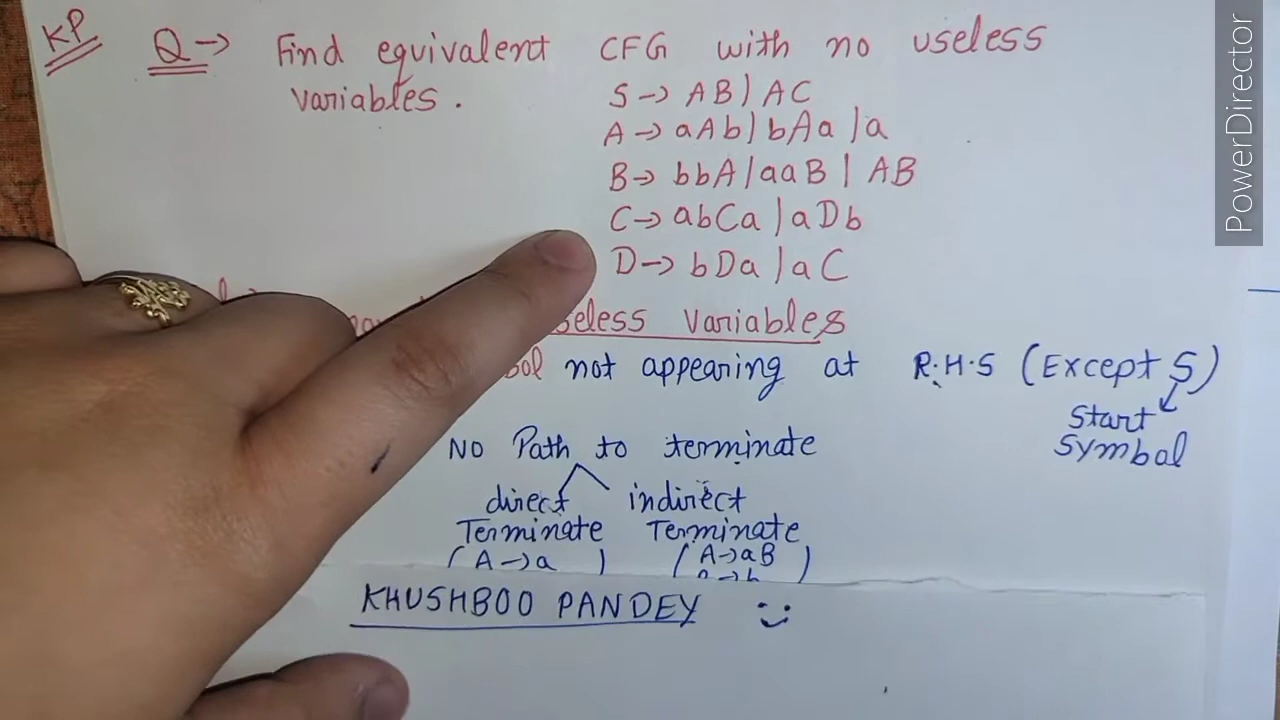 KP
Q→ Find equivalent CFG with no useless
variables.
S → AB | AC
A → aAb | bAa | a
B → bbA | aaB | AB
C → abCa | aDb
D → bDa | aC
Variables
not appearing at R.H.S (Except S)
Start
Symbol
NO Path to terminate
direct indirect
Terminate Terminate
(A → a) (A → aB
)
KHUSHBOO PANDEY :)
PowerDirector